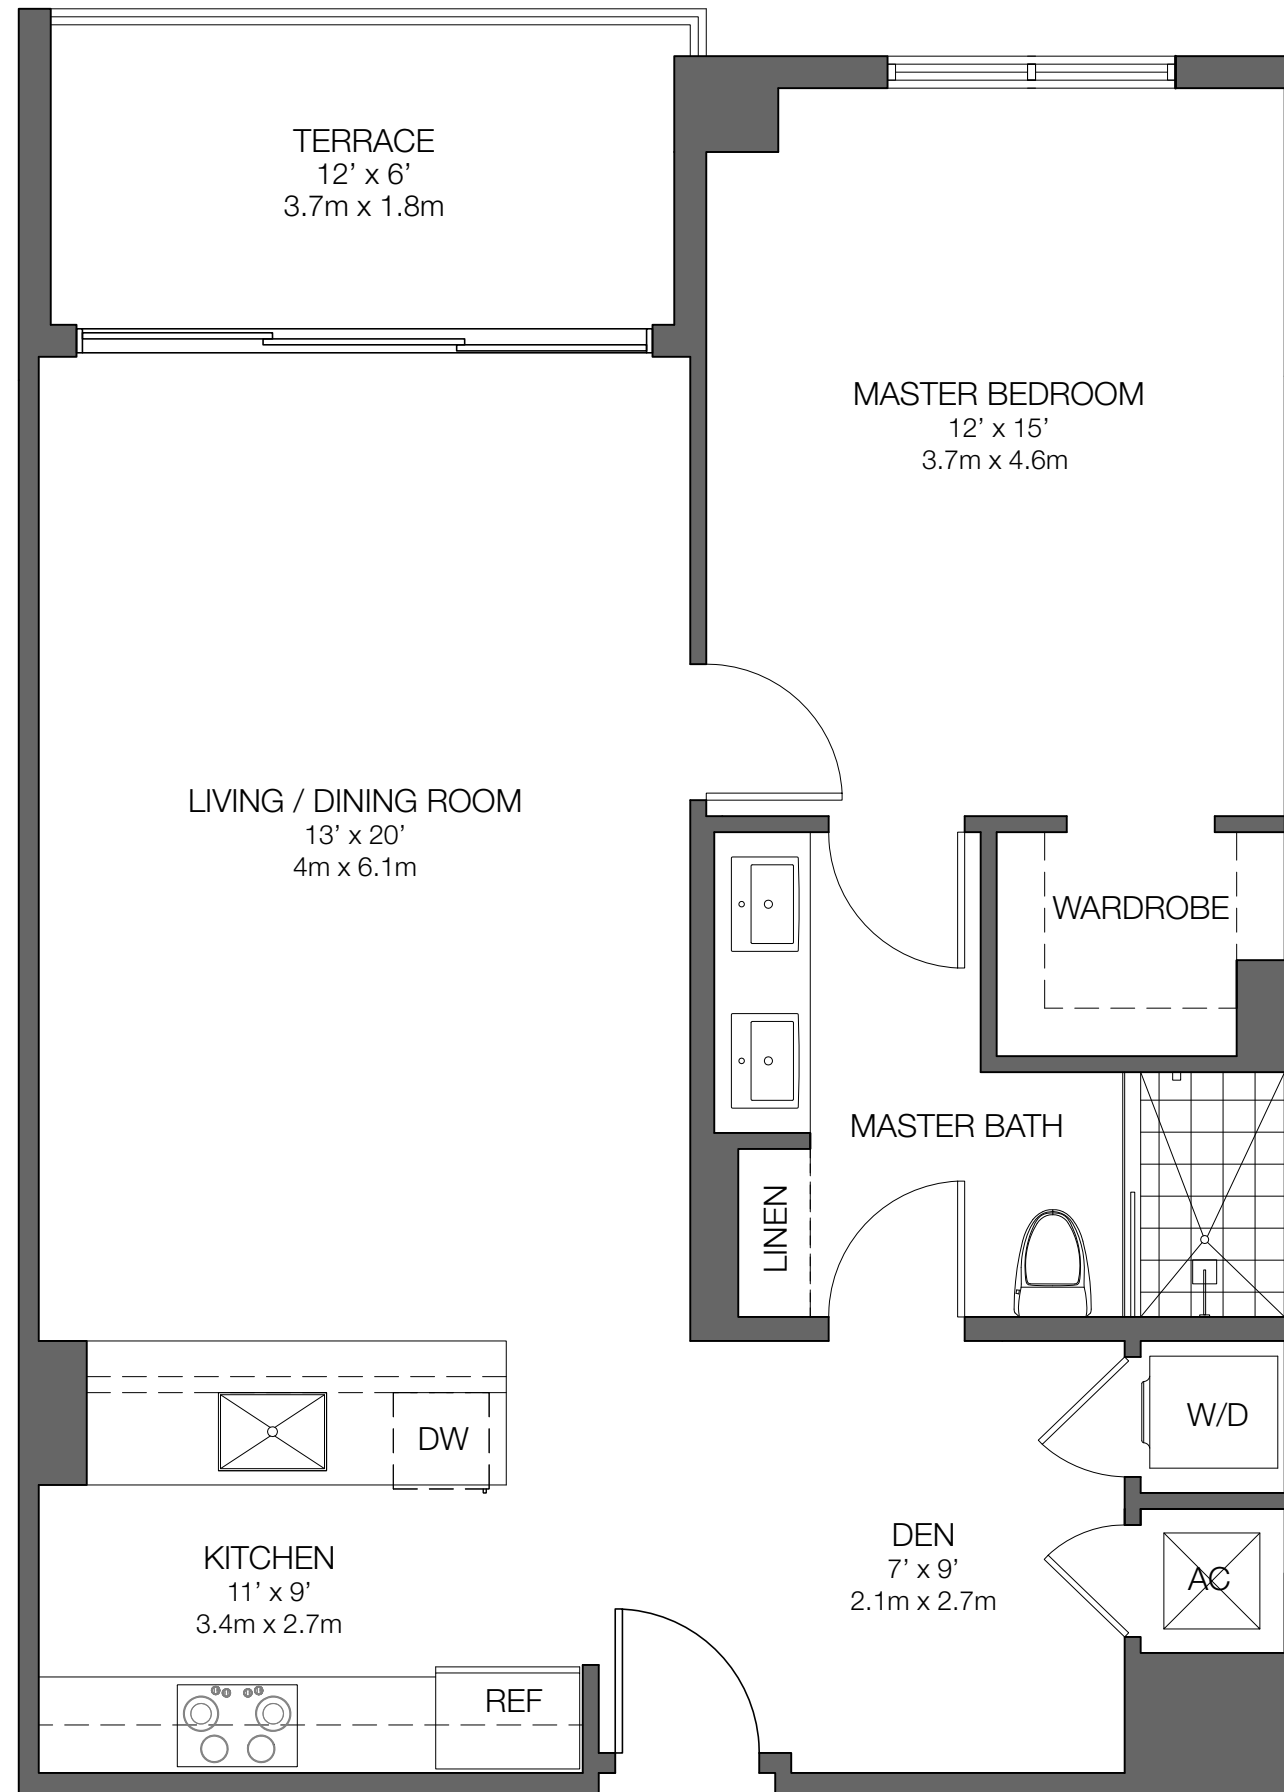 TERRACE
12’ x 6’
3.7m x 1.8m
MASTER BEDROOM
12’ x 15’
3.7m x 4.6m
LIVING / DINING ROOM
13’ x 20’
4m x 6.1m
WARDROBE
MASTER BATH
LINEN
W/D
DW
DEN
7’ x 9’
2.1m x 2.7m
AC
KITCHEN
11’ x 9’
3.4m x 2.7m
REF